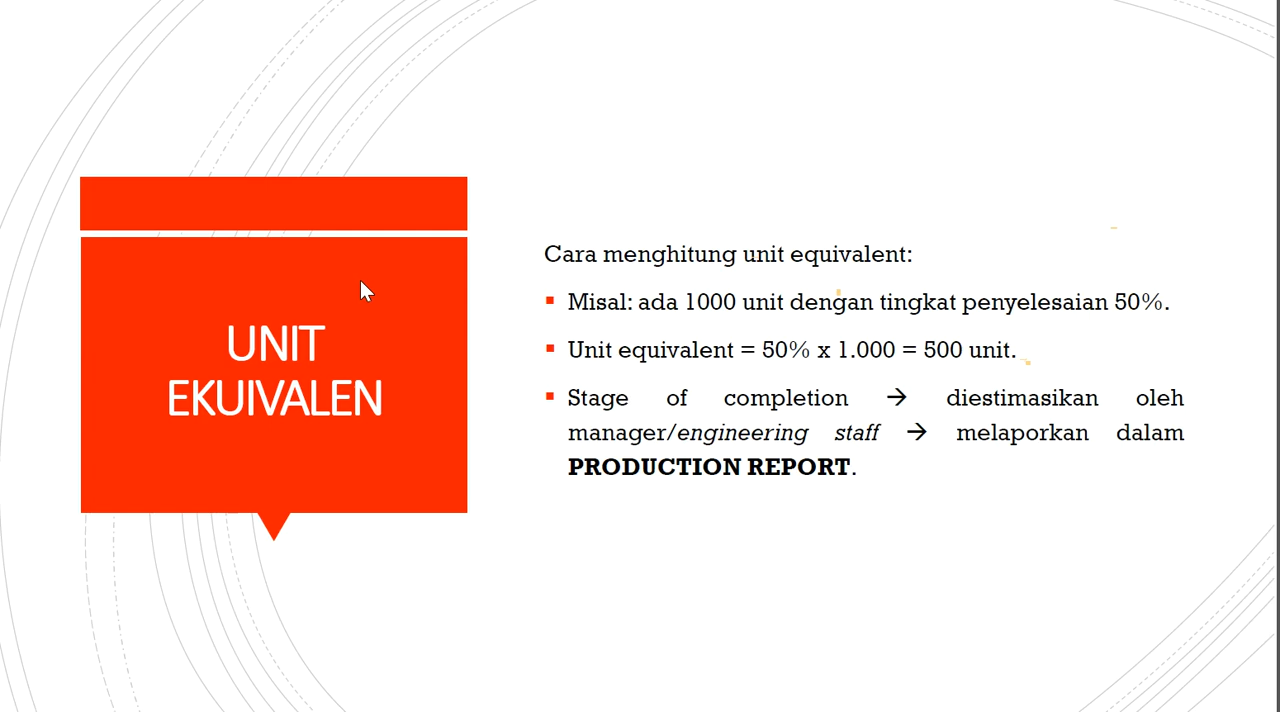 UNIT
EKUIVALEN
Cara menghitung unit equivalent:
▪ Misal: ada 1000 unit dengan tingkat penyelesaian 50%.
▪ Unit equivalent = 50% x 1.000 = 500 unit.
▪ Stage of completion → diestimasikan oleh
manager/engineering staff → melaporkan dalam
PRODUCTION REPORT.